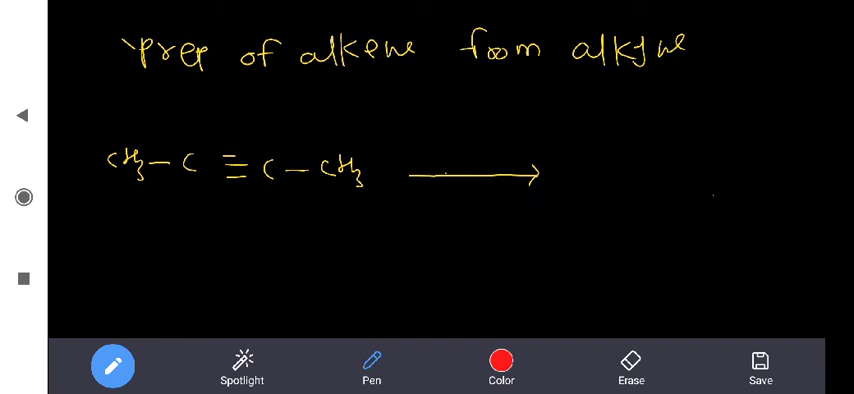 prep of alkene from alkyne
CH3 – C ≡ C – CH3 →
Spotlight Pen Color Erase Save